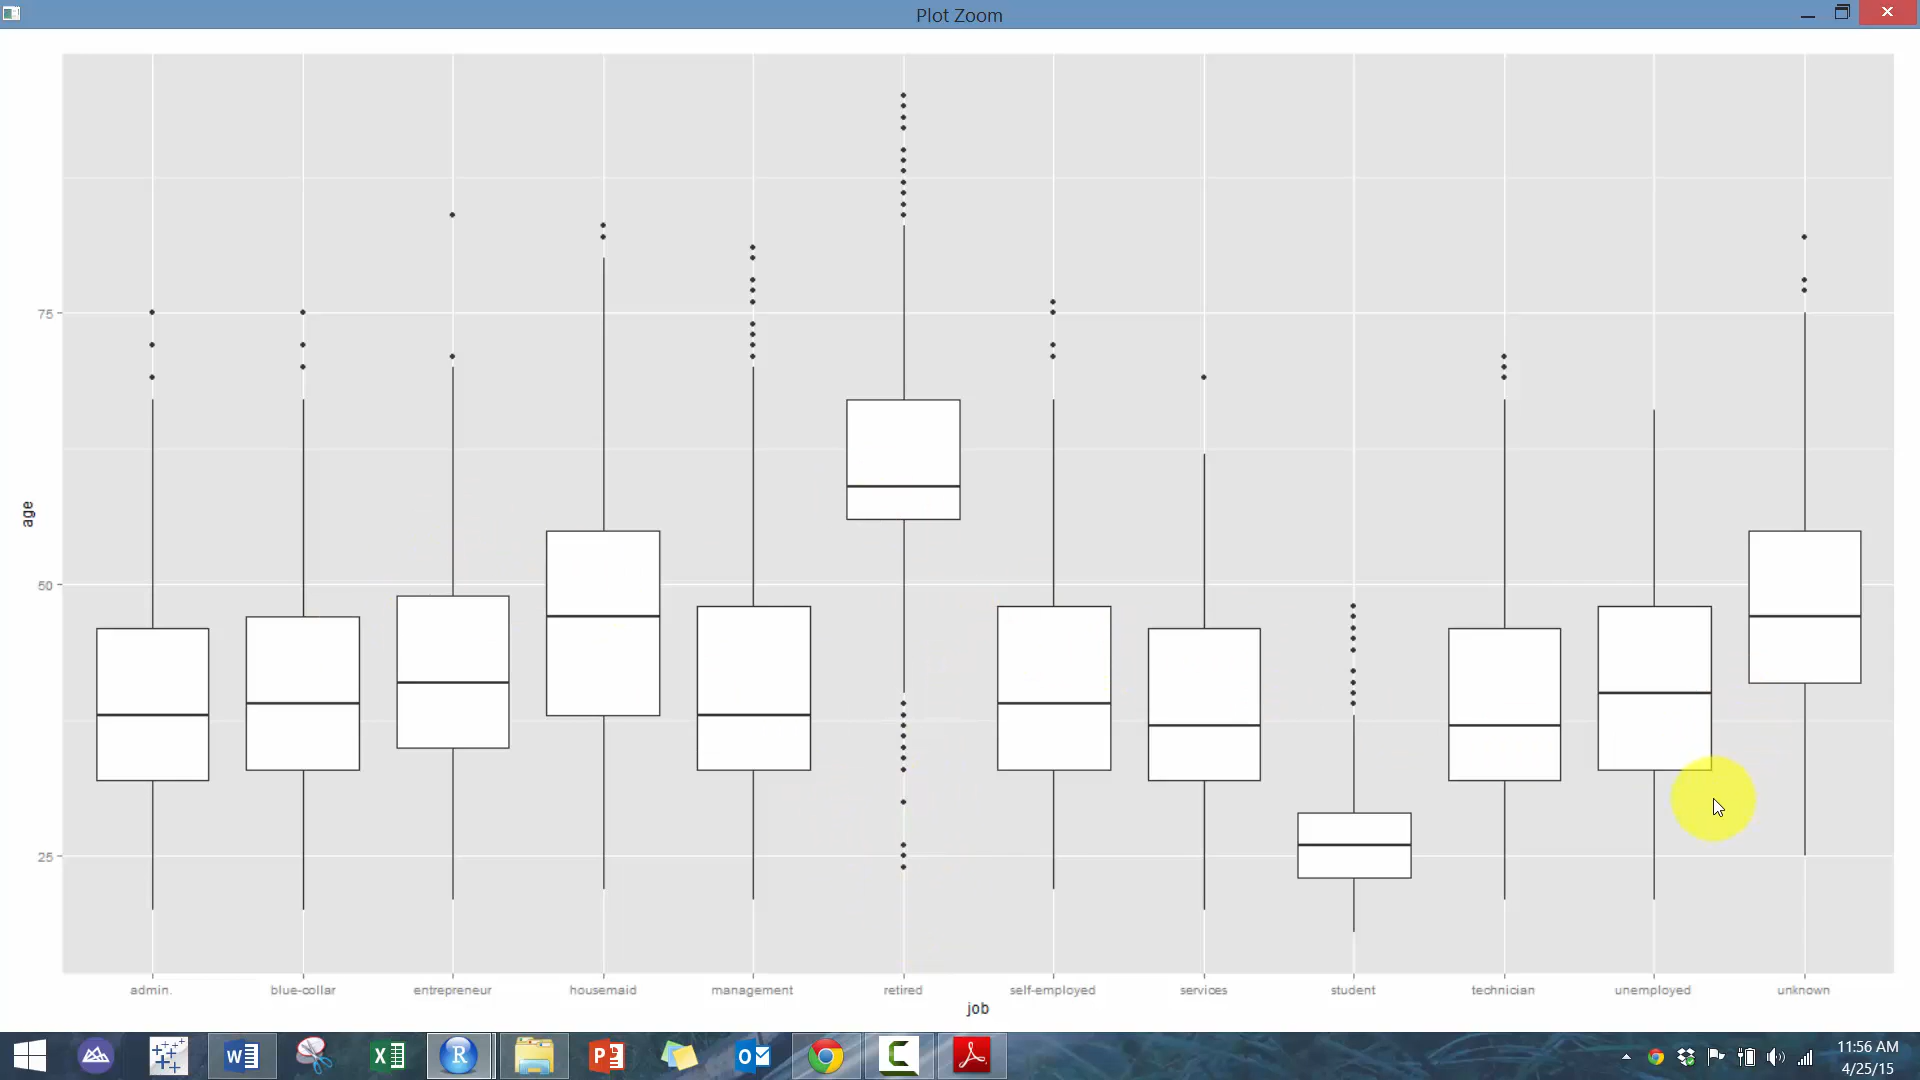 Plot Zoom
75
50
25
age
admin.
blue-collar
entrepreneur
housemaid
management
retired
self-employed
services
student
technician
unemployed
unknown
job
11:56 AM
4/25/15